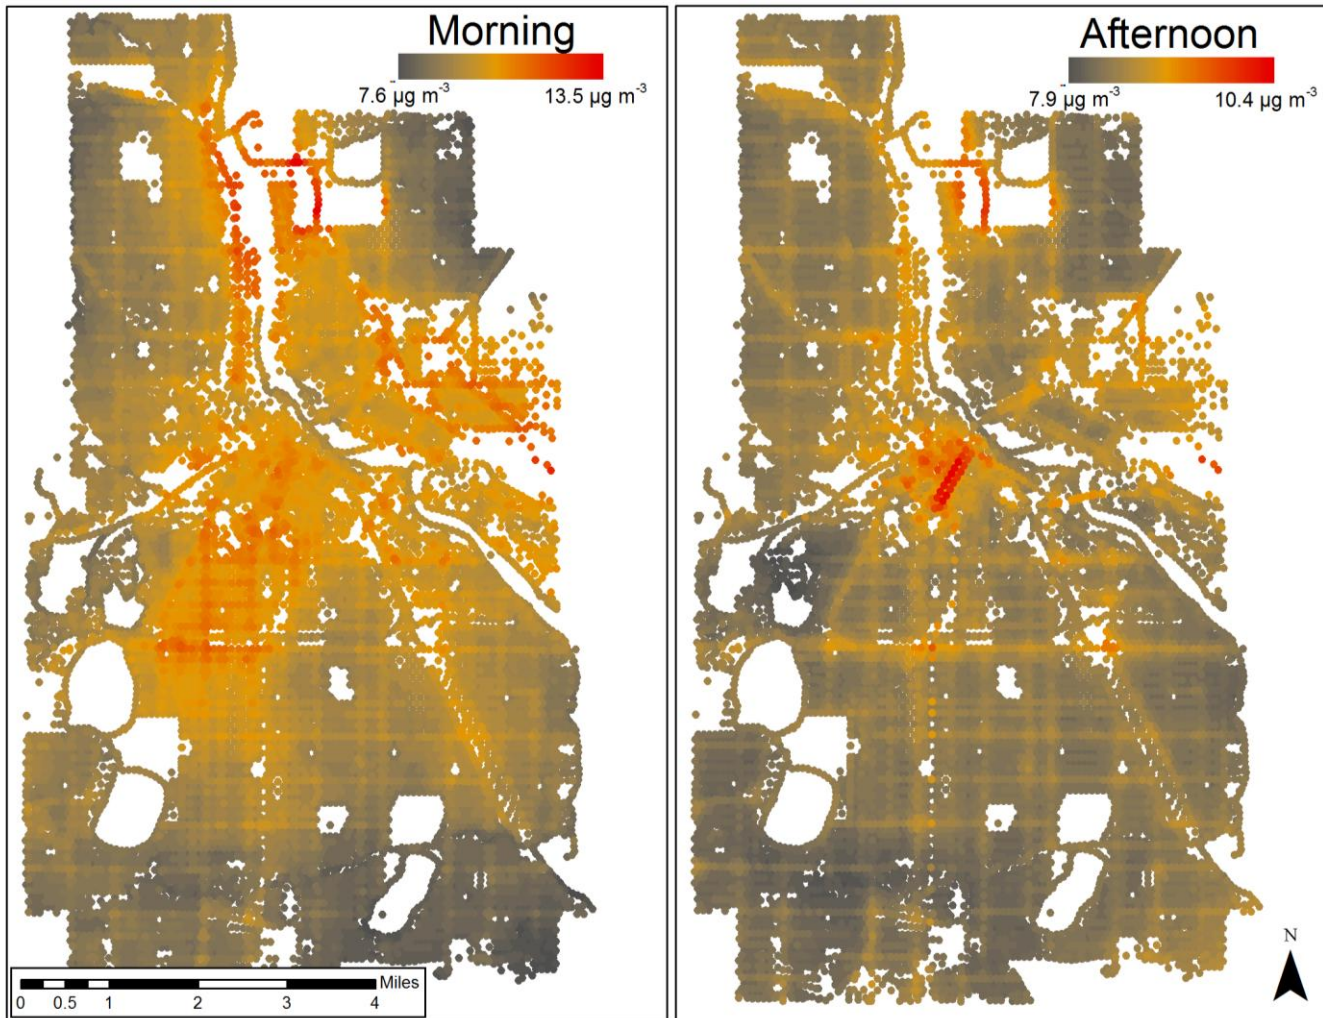 Morning
7.6 µg m⁻³ 13.5 µg m⁻³
Afternoon
7.9 µg m⁻³ 10.4 µg m⁻³
N
Miles
0 0.5 1 2 3 4